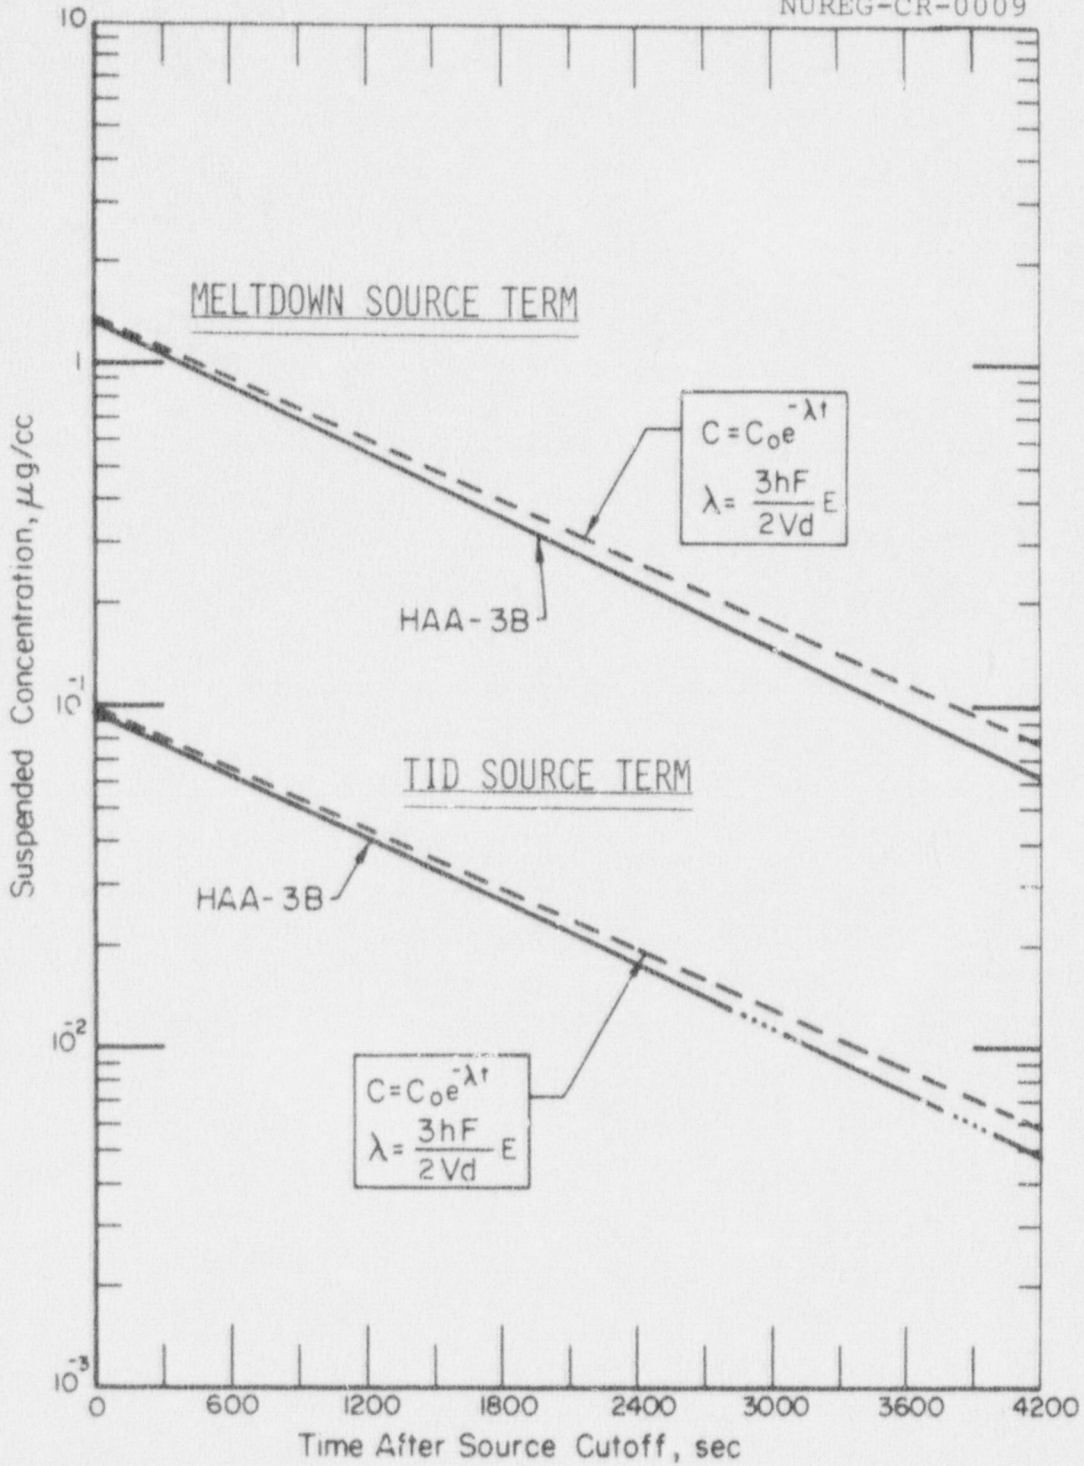 NUREG-CR-0009
10
1
10⁻¹
10⁻²
10⁻³
Suspended Concentration, μg/cc
MELTDOWN SOURCE TERM
C = C₀e^-λt
λ = 3hF/2Vd E
HAA-3B
TID SOURCE TERM
HAA-3B
C = C₀e^-λt
λ = 3hF/2Vd E
0 600 1200 1800 2400 3000 3600 4200
Time After Source Cutoff, sec